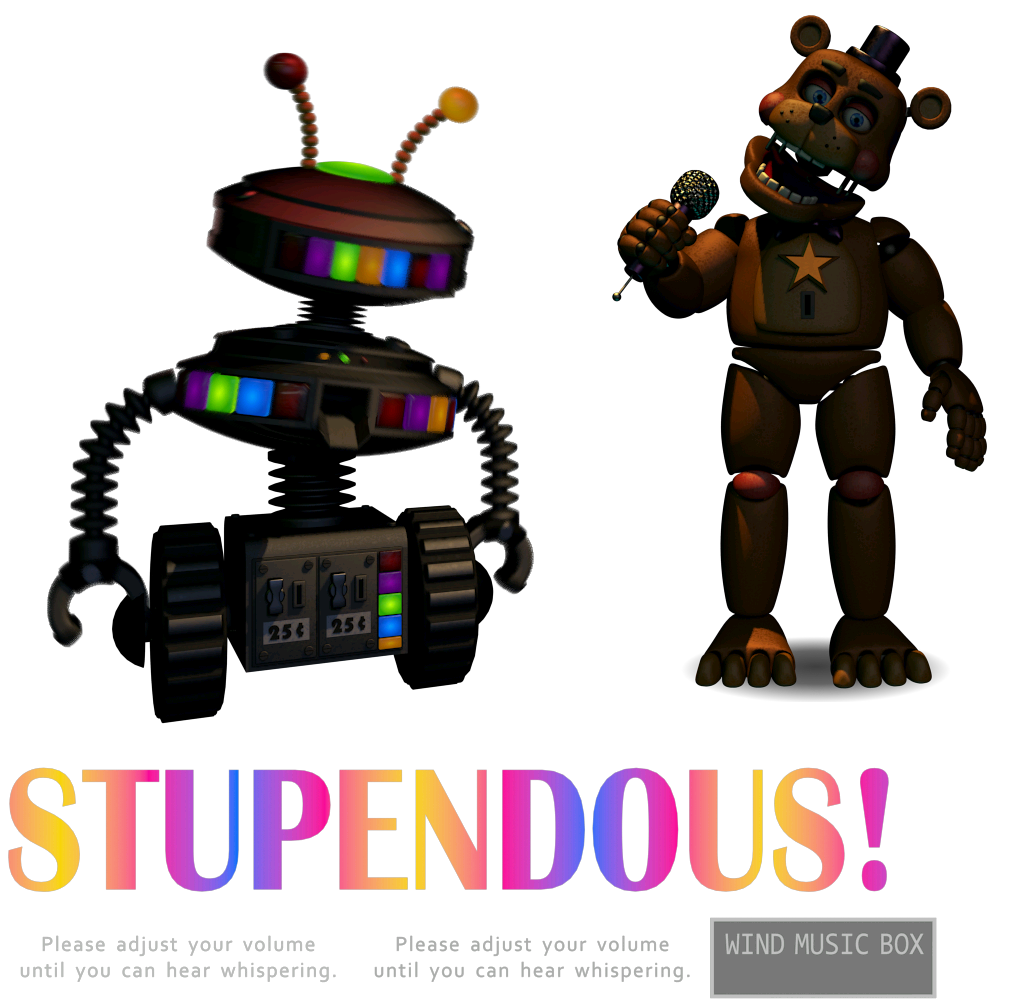 25¢
25¢
STUPENDOUS!
Please adjust your volume
until you can hear whispering.
Please adjust your volume
until you can hear whispering.
WIND MUSIC BOX